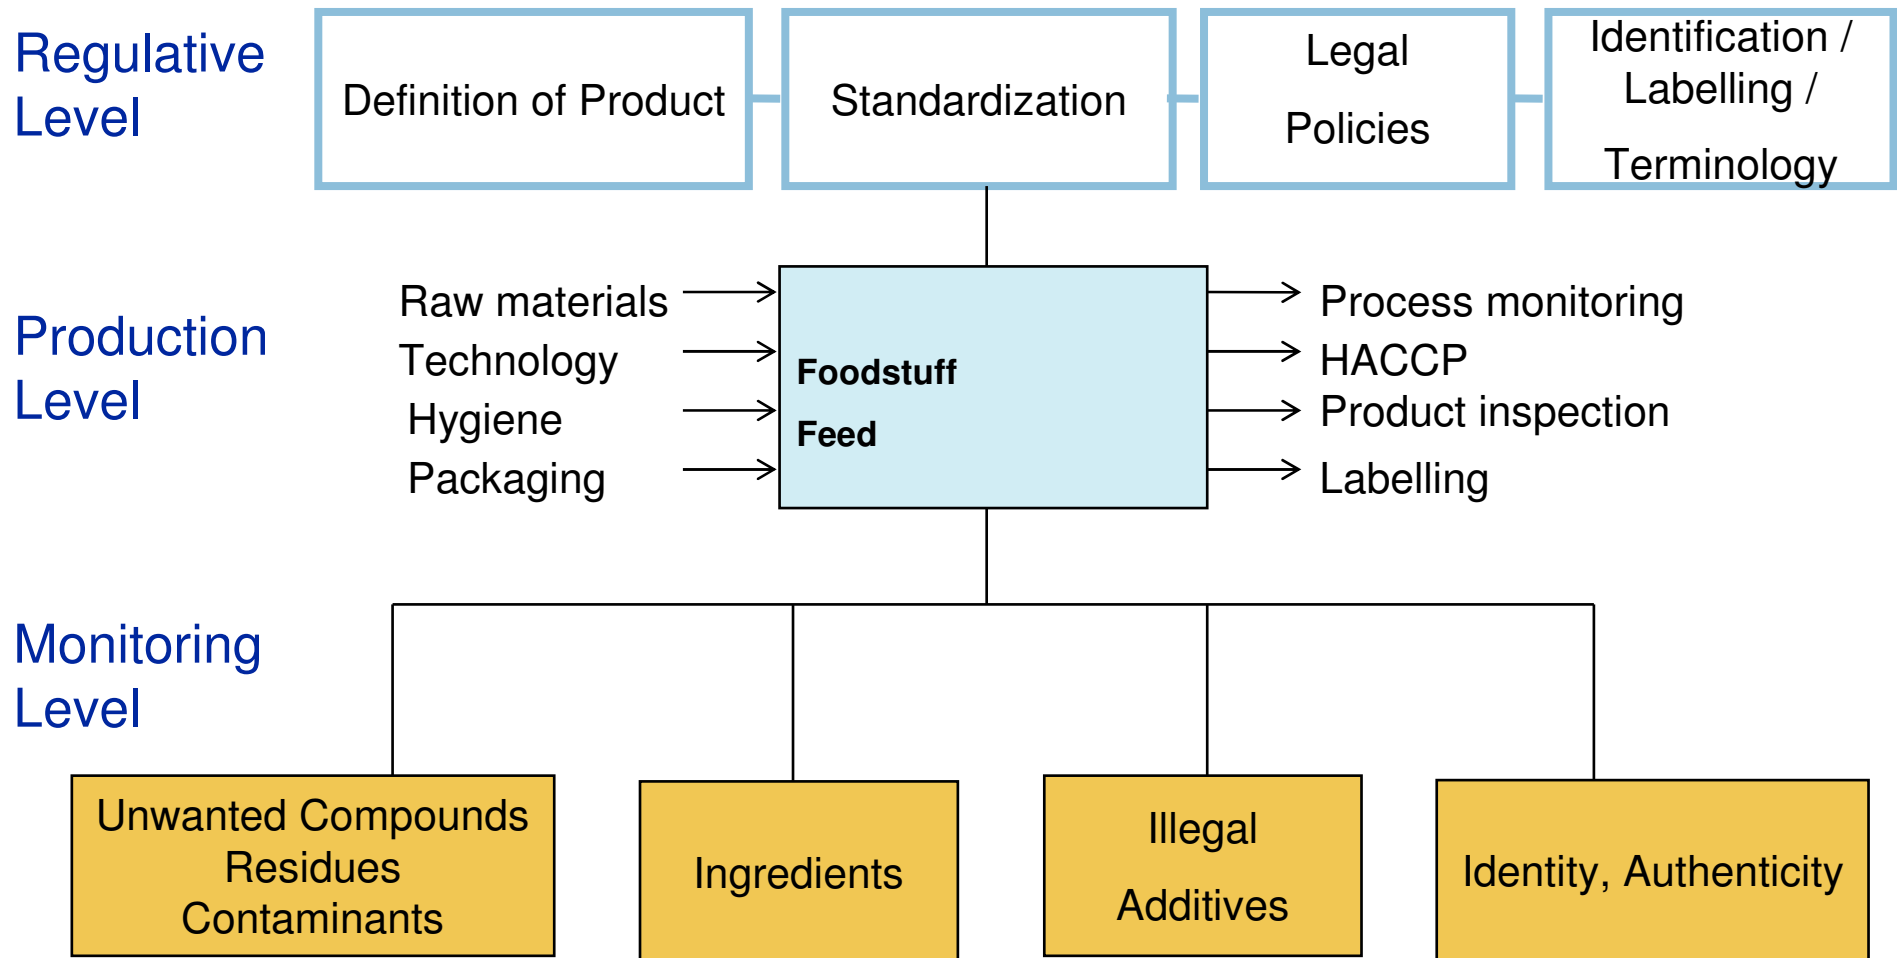 Regulative
Level
Definition of Product
Standardization
Legal
Policies
Identification /
Labelling /
Terminology
Production
Level
Raw materials
Technology
Hygiene
Packaging
Foodstuff
Feed
Process monitoring
HACCP
Product inspection
Labelling
Monitoring
Level
Unwanted Compounds
Residues
Contaminants
Ingredients
Illegal
Additives
Identity, Authenticity